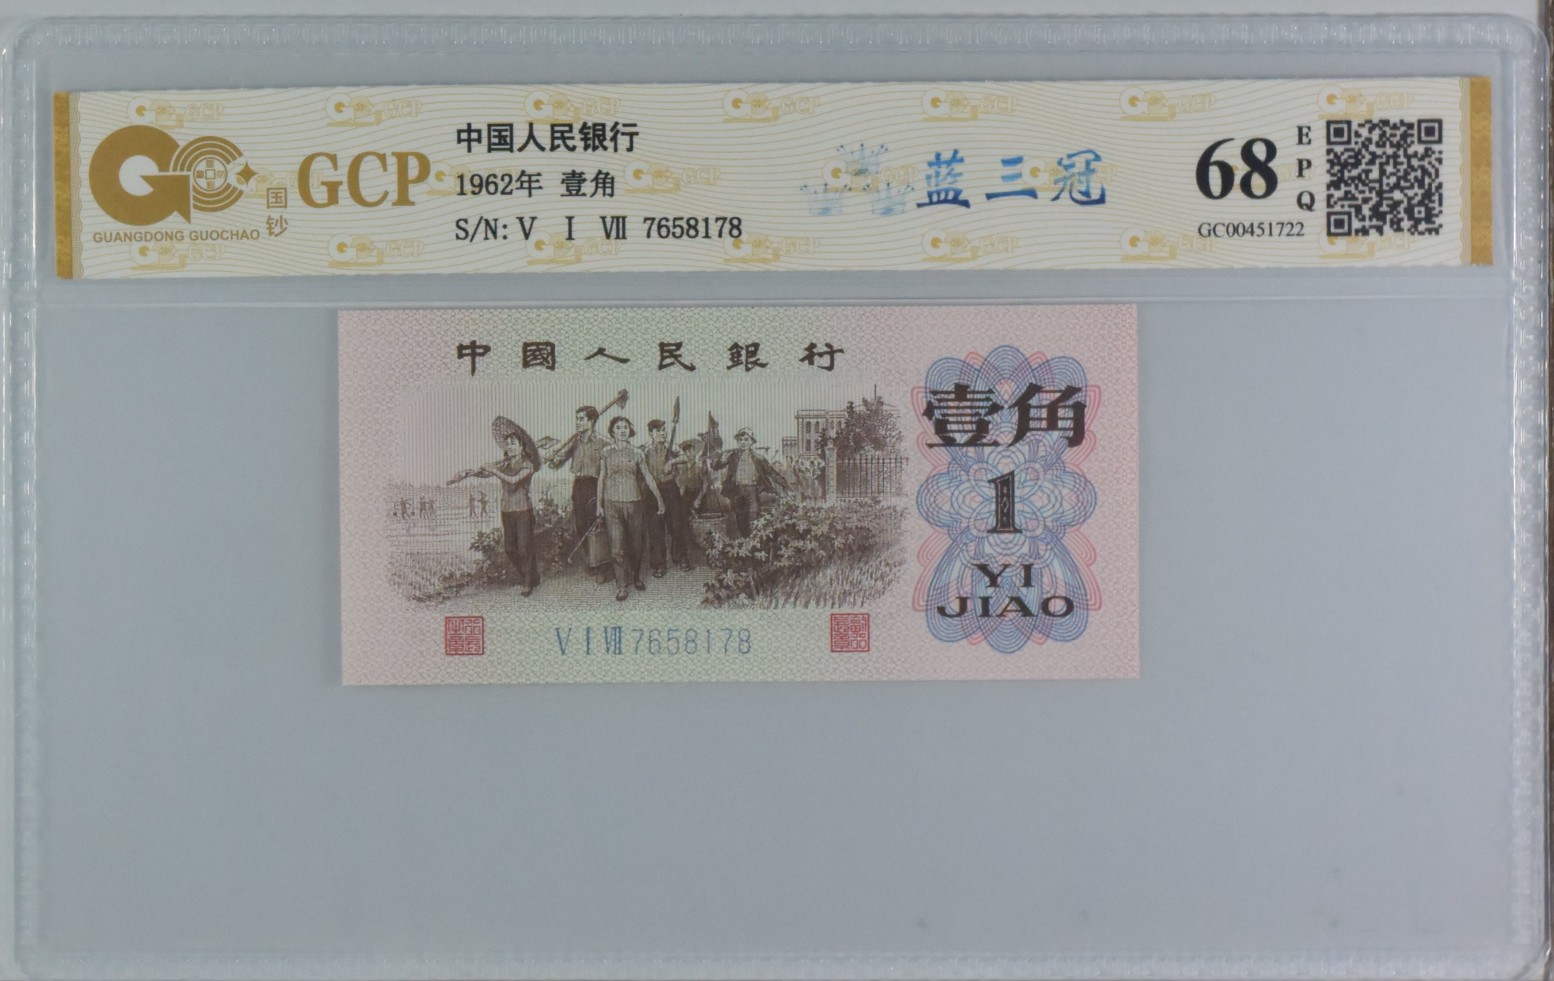 GCP
国钞
GUANGDONG GUOCHAO
中国人民银行
1962年 壹角
S/N: V I Ⅶ 7658178
蓝三冠
68
EPQ
GC00451722
中國人民銀行
壹角
1
YI
JIAO
V I Ⅶ 7658178